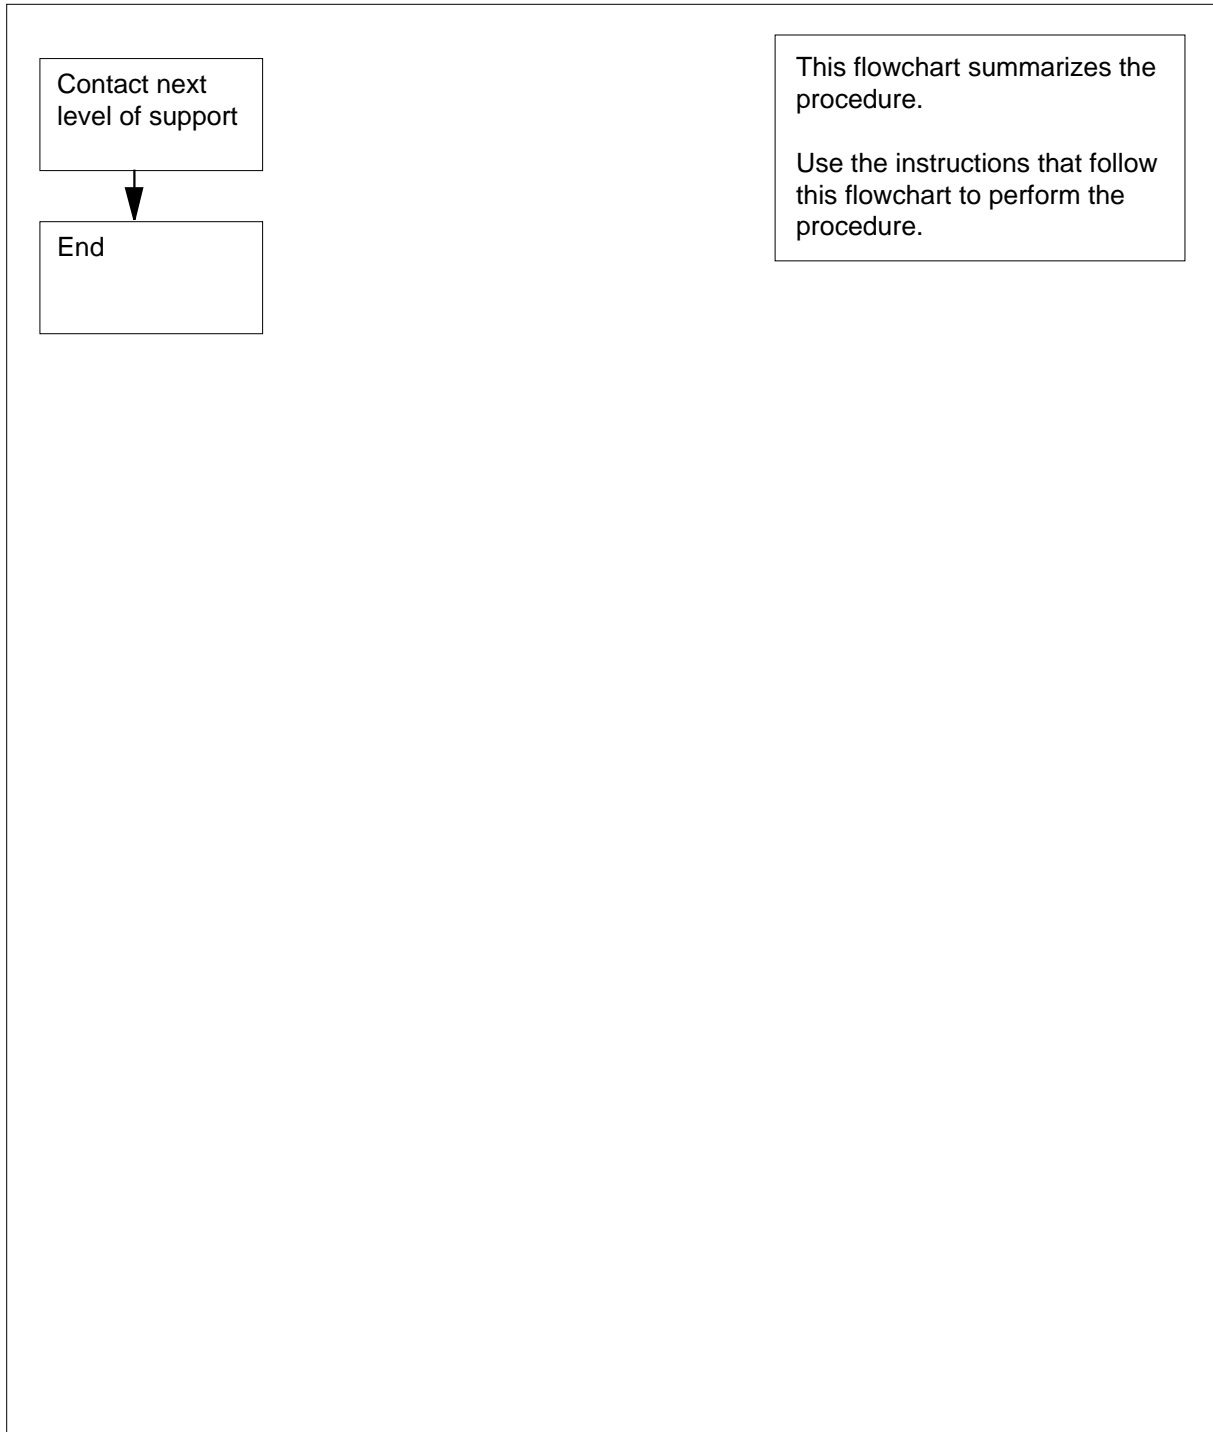 Contact next
level of support
End
This flowchart summarizes the
procedure.
Use the instructions that follow
this flowchart to perform the
procedure.